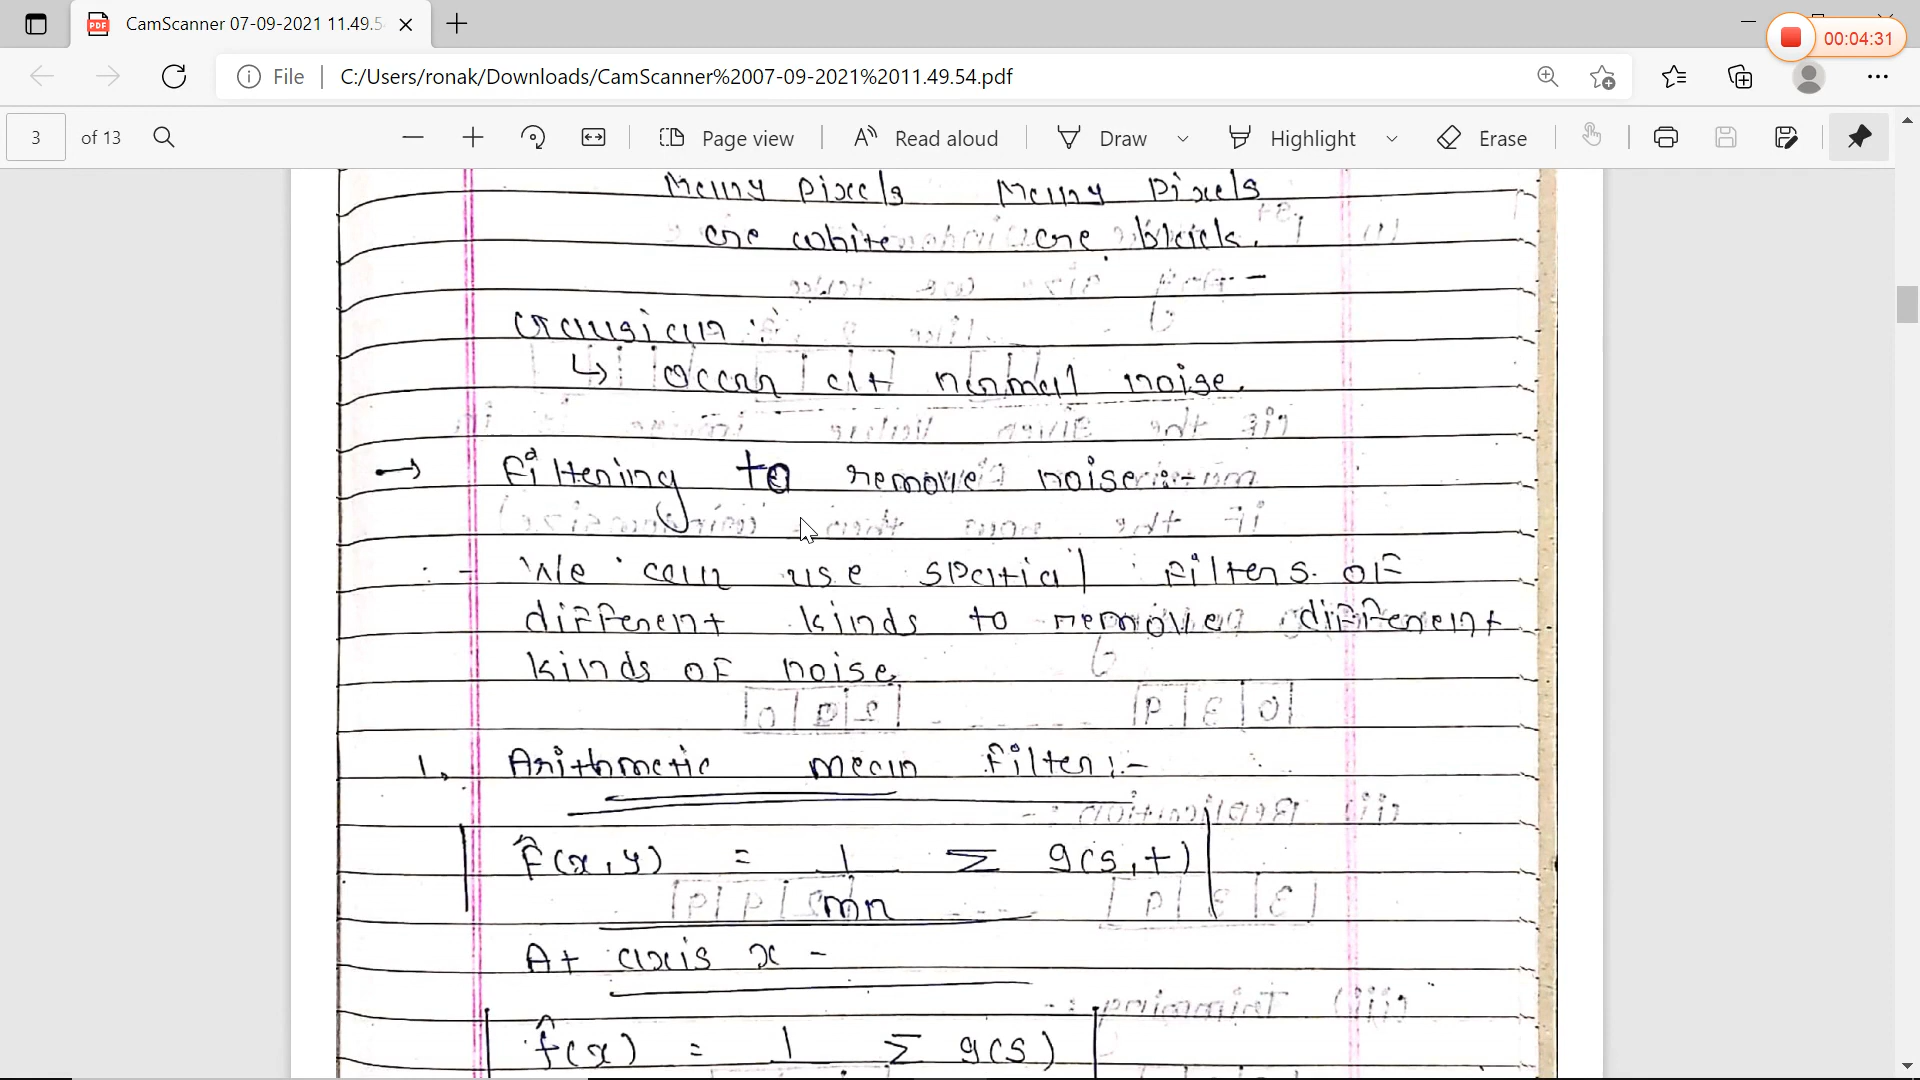 CamScanner 07-09-2021 11.49.5
00:04:31
File C:/Users/ronak/Downloads/CamScanner%2007-09-2021%2011.49.54.pdf
3 of 13 Page view Read aloud Draw Highlight Erase
Many pixels Many pixels
are white are black.
Gausian :
↳ Occar at normal noise.
→ Filtering to remove noise :-
- We can use spatial filters of
different kinds to remove different
kinds of noise.
1. Arithmetic mean filter :-
f̂(x,y) = 1 Σ g(s,t)
mn
At axis x -
f̂(x) = 1 Σ g(s)